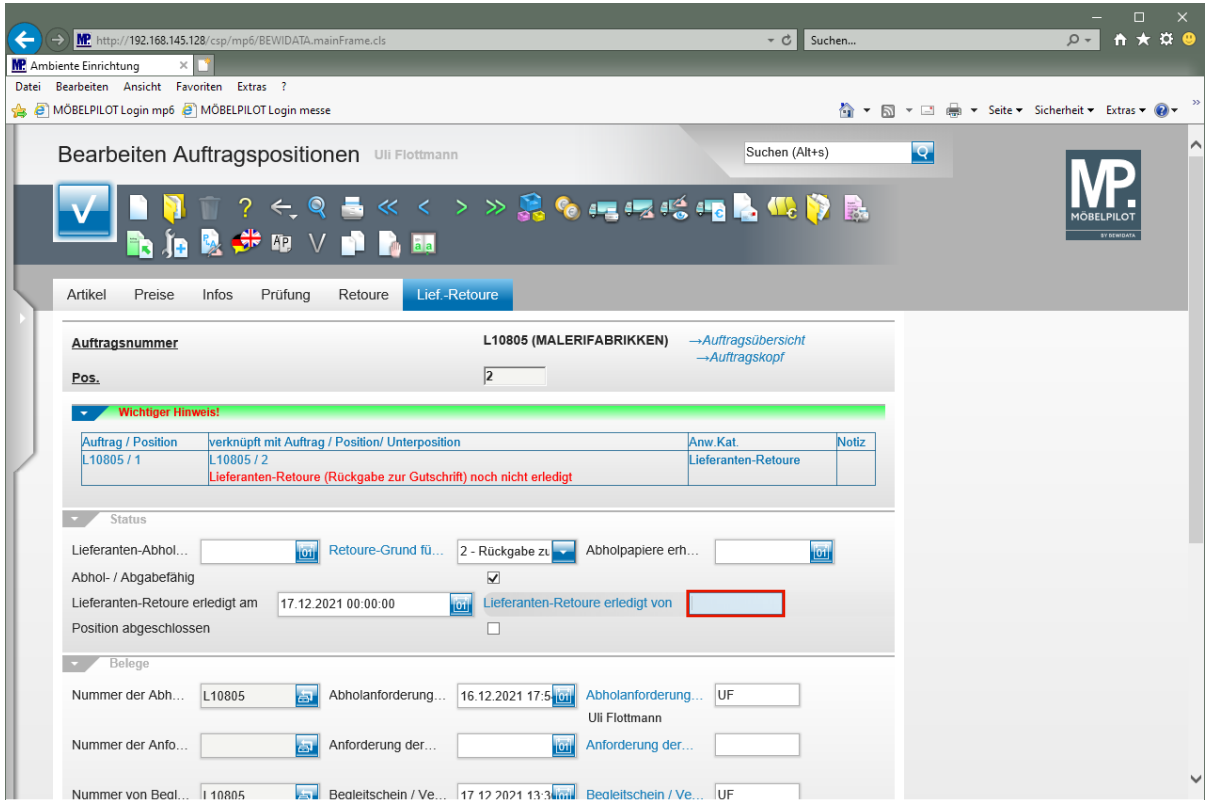 http://192.168.145.128/csp/mp6/BEWIDATA.mainFrame.cls
Suchen...
Ambiente Einrichtung
Datei Bearbeiten Ansicht Favoriten Extras ?
MÖBELPILOT Login mp6 MÖBELPILOT Login messe
Seite Sicherheit Extras
Bearbeiten Auftragspositionen Uli Flottmann
Suchen (Alt+s)
MP.
MÖBELPILOT
BY BEWIDATA
Artikel Preise Infos Prüfung Retoure Lief.-Retoure
Auftragsnummer L10805 (MALERIFABRIKKEN) →Auftragsübersicht
→Auftragskopf
Pos. 2
Wichtiger Hinweis!
Auftrag / Position verknüpft mit Auftrag / Position/ Unterposition Anw.Kat. Notiz
L10805 / 1 L10805 / 2 Lieferanten-Retoure
Lieferanten-Retoure (Rückgabe zur Gutschrift) noch nicht erledigt
Status
Lieferanten-Abhol... Retoure-Grund fü... 2 - Rückgabe zu Abholpapiere erh...
Abhol- / Abgabefähig
Lieferanten-Retoure erledigt am 17.12.2021 00:00:00 Lieferanten-Retoure erledigt von
Position abgeschlossen
Belege
Nummer der Abh... L10805 Abholanforderung... 16.12.2021 17:5 Abholanforderung... UF
Uli Flottmann
Nummer der Anfo... Anforderung der... Anforderung der...
Nummer von Begl... L10805 Begleitschein / Ve... 17.12.2021 13:3 Begleitschein / Ve... UF